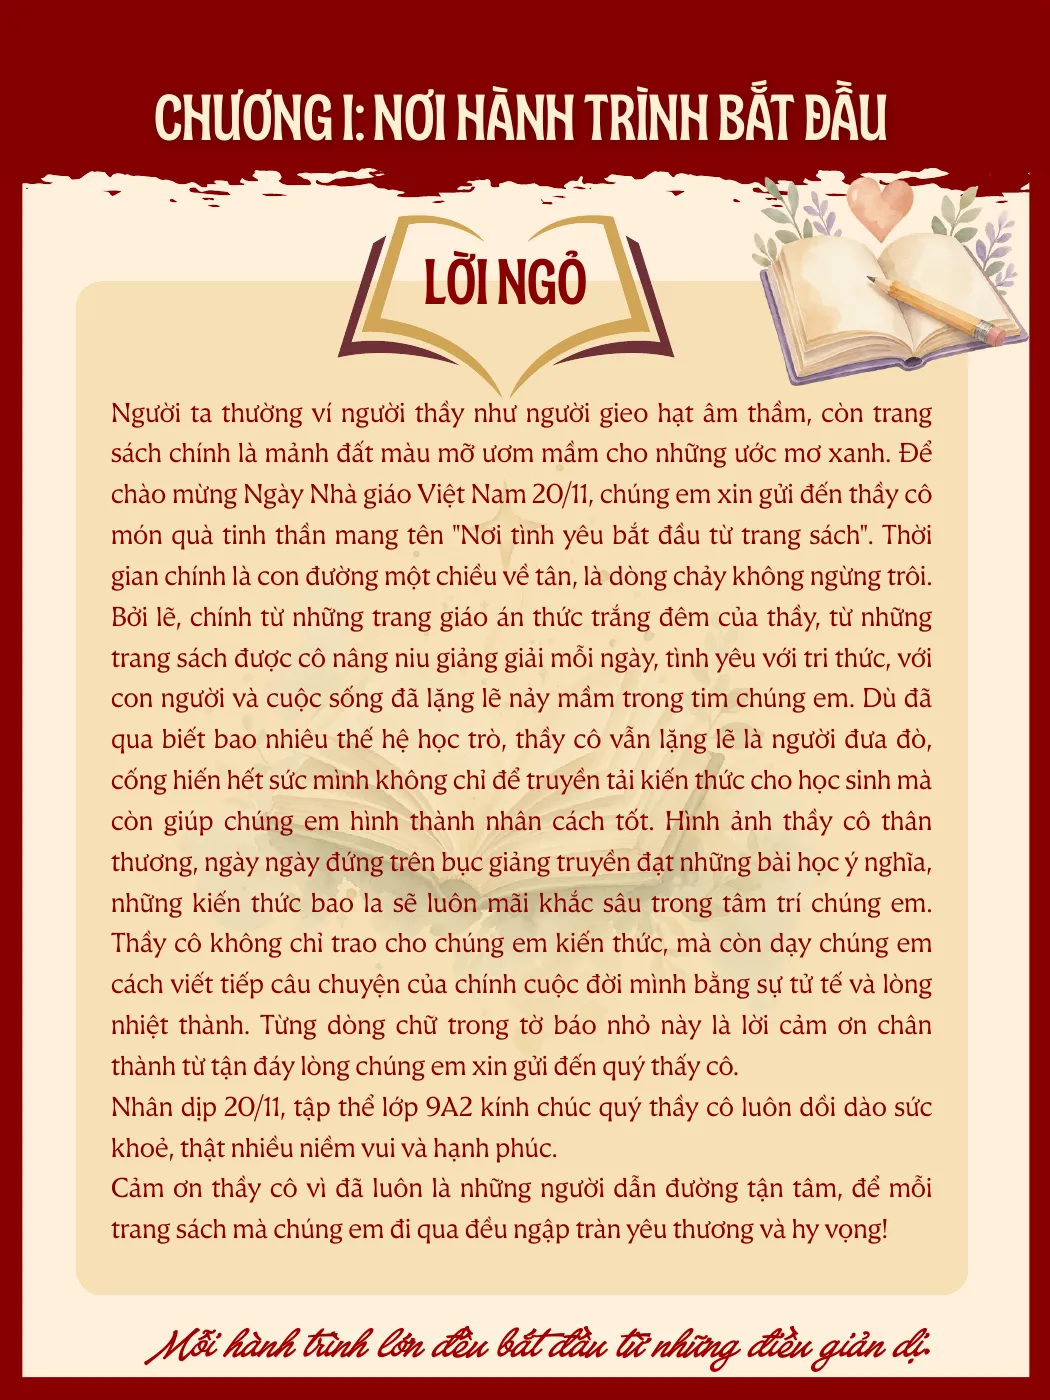 CHƯƠNG I: NƠI HÀNH TRÌNH BẮT ĐẦU
LỜI NGỎ
Người ta thường ví người thầy như người gieo hạt âm thầm, còn trang
sách chính là mảnh đất màu mỡ ươm mầm cho những ước mơ xanh. Để
chào mừng Ngày Nhà giáo Việt Nam 20/11, chúng em xin gửi đến thầy cô
món quà tinh thần mang tên "Nơi tình yêu bắt đầu từ trang sách". Thời
gian chính là con đường một chiều về tân, là dòng chảy không ngừng trôi.
Bởi lẽ, chính từ những trang giáo án thức trắng đêm của thầy, từ những
trang sách được cô nâng niu giảng giải mỗi ngày, tình yêu với tri thức, với
con người và cuộc sống đã lặng lẽ nảy mầm trong tim chúng em. Dù đã
qua biết bao nhiêu thế hệ học trò, thầy cô vẫn lặng lẽ là người đưa đò,
cống hiến hết sức mình không chỉ để truyền tải kiến thức cho học sinh mà
còn giúp chúng em hình thành nhân cách tốt. Hình ảnh thầy cô thân
thương, ngày ngày đứng trên bục giảng truyền đạt những bài học ý nghĩa,
những kiến thức bao la sẽ luôn mãi khắc sâu trong tâm trí chúng em.
Thầy cô không chỉ trao cho chúng em kiến thức, mà còn dạy chúng em
cách viết tiếp câu chuyện của chính cuộc đời mình bằng sự tử tế và lòng
nhiệt thành. Từng dòng chữ trong tờ báo nhỏ này là lời cảm ơn chân
thành từ tận đáy lòng chúng em xin gửi đến quý thấy cô.
Nhân dịp 20/11, tập thể lớp 9A2 kính chúc quý thầy cô luôn dồi dào sức
khoẻ, thật nhiều niềm vui và hạnh phúc.
Cảm ơn thầy cô vì đã luôn là những người dẫn đường tận tâm, để mỗi
trang sách mà chúng em đi qua đều ngập tràn yêu thương và hy vọng!
Mỗi hành trình lớn đều bắt đầu từ những điều giản dị.